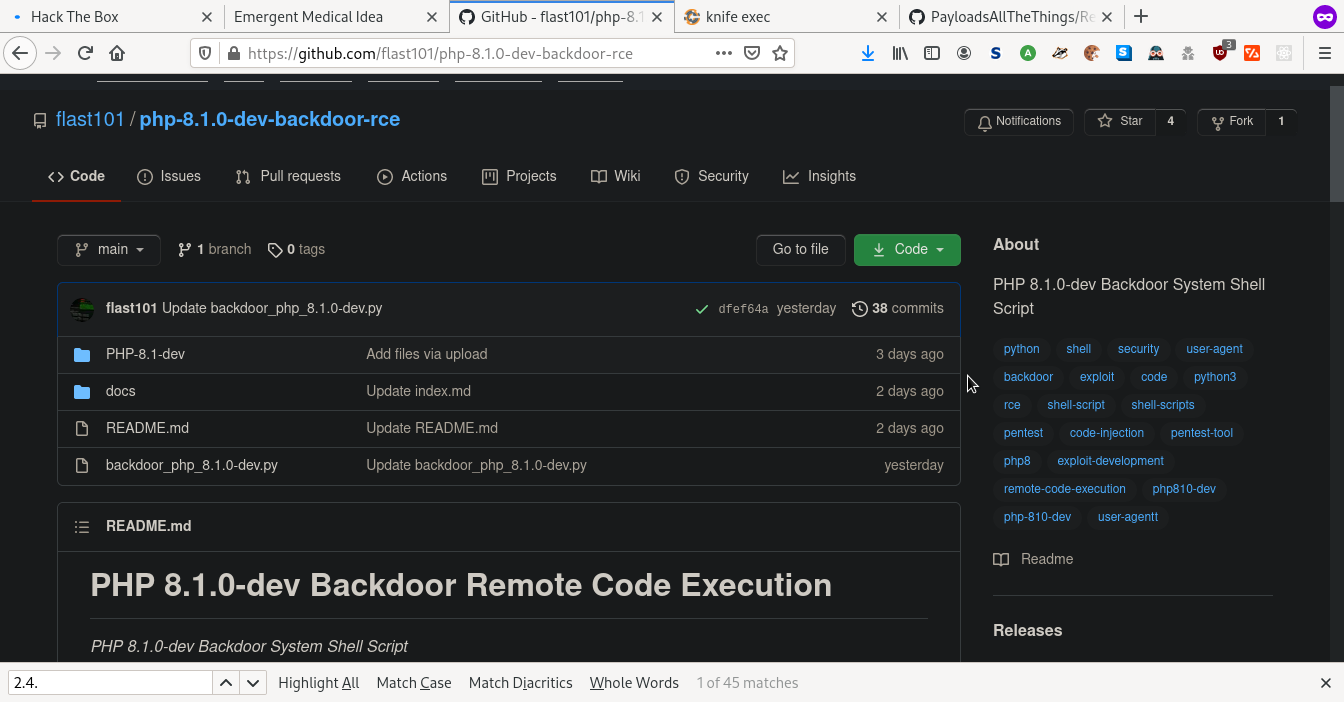 Hack The Box
Emergent Medical Idea
GitHub - flast101/php-8.1
knife exec
PayloadsAllTheThings/Re
https://github.com/flast101/php-8.1.0-dev-backdoor-rce
S
A
S
3
flast101 / php-8.1.0-dev-backdoor-rce
Notifications
Star 4
Fork 1
Code
Issues
Pull requests
Actions
Projects
Wiki
Security
Insights
main
1 branch
0 tags
Go to file
Code
flast101 Update backdoor_php_8.1.0-dev.py
dfef64a yesterday
38 commits
PHP-8.1-dev Add files via upload 3 days ago
docs Update index.md 2 days ago
README.md Update README.md 2 days ago
backdoor_php_8.1.0-dev.py Update backdoor_php_8.1.0-dev.py yesterday
README.md
PHP 8.1.0-dev Backdoor Remote Code Execution
PHP 8.1.0-dev Backdoor System Shell Script
About
PHP 8.1.0-dev Backdoor System Shell
Script
python shell security user-agent
backdoor exploit code python3
rce shell-script shell-scripts
pentest code-injection pentest-tool
php8 exploit-development
remote-code-execution php810-dev
php-810-dev user-agentt
Readme
Releases
2.4.
Highlight All
Match Case
Match Diacritics
Whole Words
1 of 45 matches